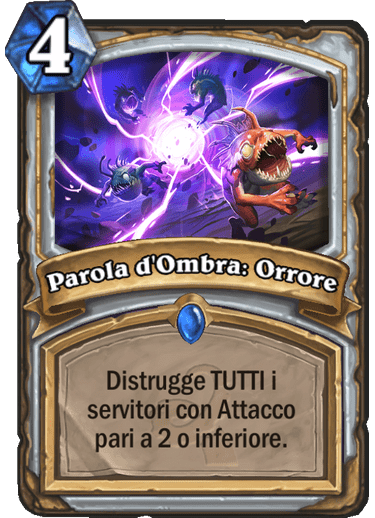 4
Parola d'Ombra: Orrore
Distrugge TUTTI i
servitori con Attacco
pari a 2 o inferiore.